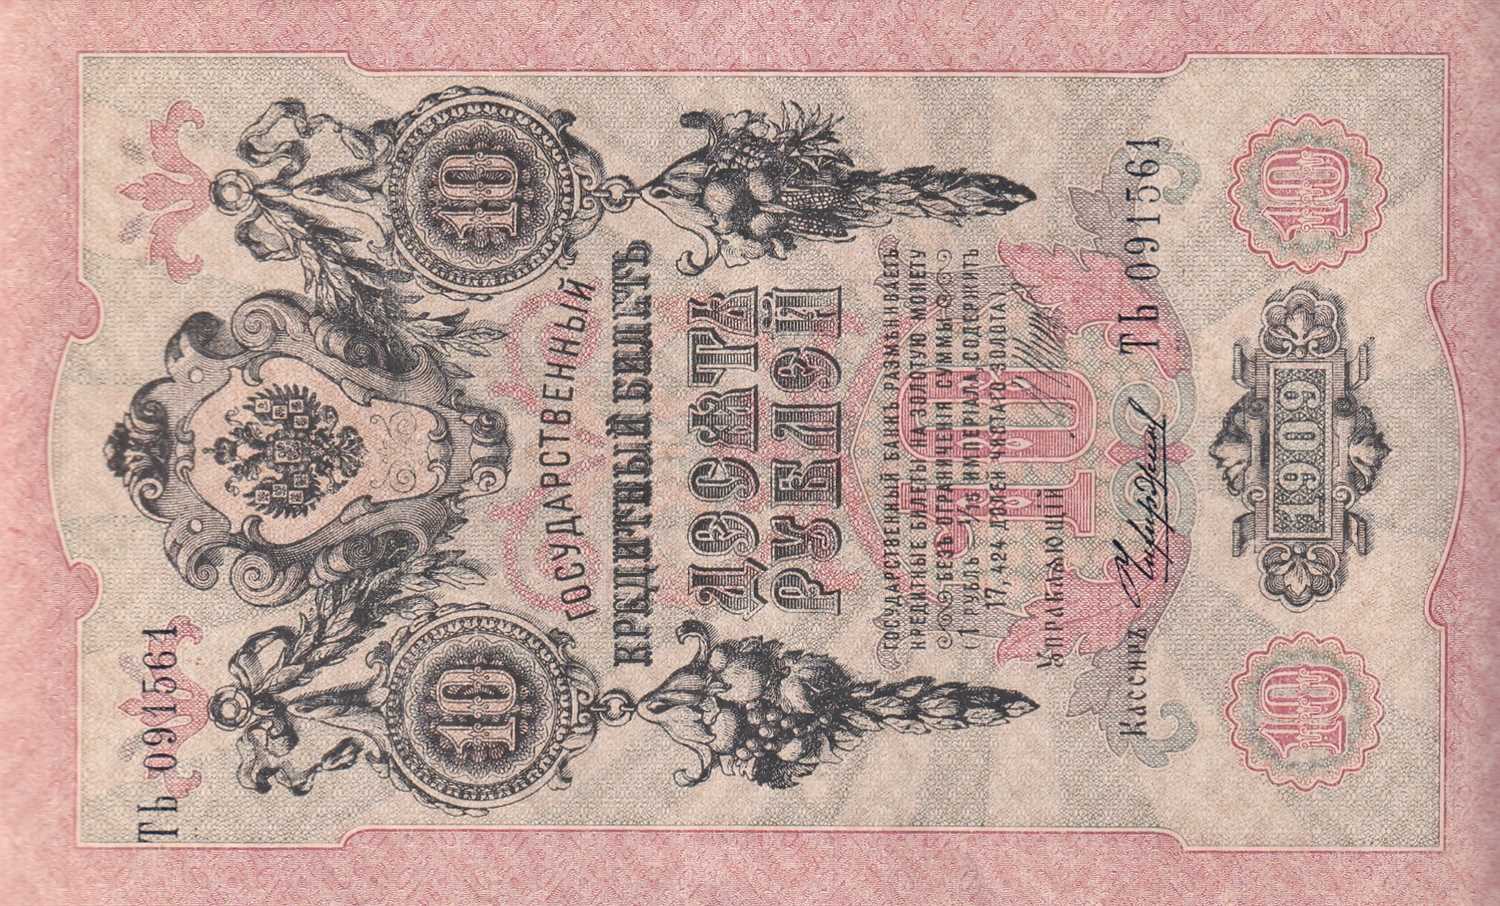 ТЬ 091561
10
10
ГОСУДАРСТВЕННЫЙ
КРЕДИТНЫЙ БИЛЕТЪ
ДЕСЯТЬ
РУБЛЕЙ
ГОСУДАРСТВЕННЫЙ БАНКЪ РАЗМѢНИВАЕТЪ
КРЕДИТНЫЕ БИЛЕТЫ НА ЗОЛОТУЮ МОНЕТУ
БЕЗЪ ОГРАНИЧЕНІЯ СУММЫ
(1 РУБЛЬ = 1/15 ИМПЕРІАЛА, СОДЕРЖИТЪ
17,424 ДОЛЕЙ ЧИСТАГО ЗОЛОТА)
10
УПРАВЛЯЮЩІЙ
КАССИРЪ
ТЬ 091561
10
1909
10